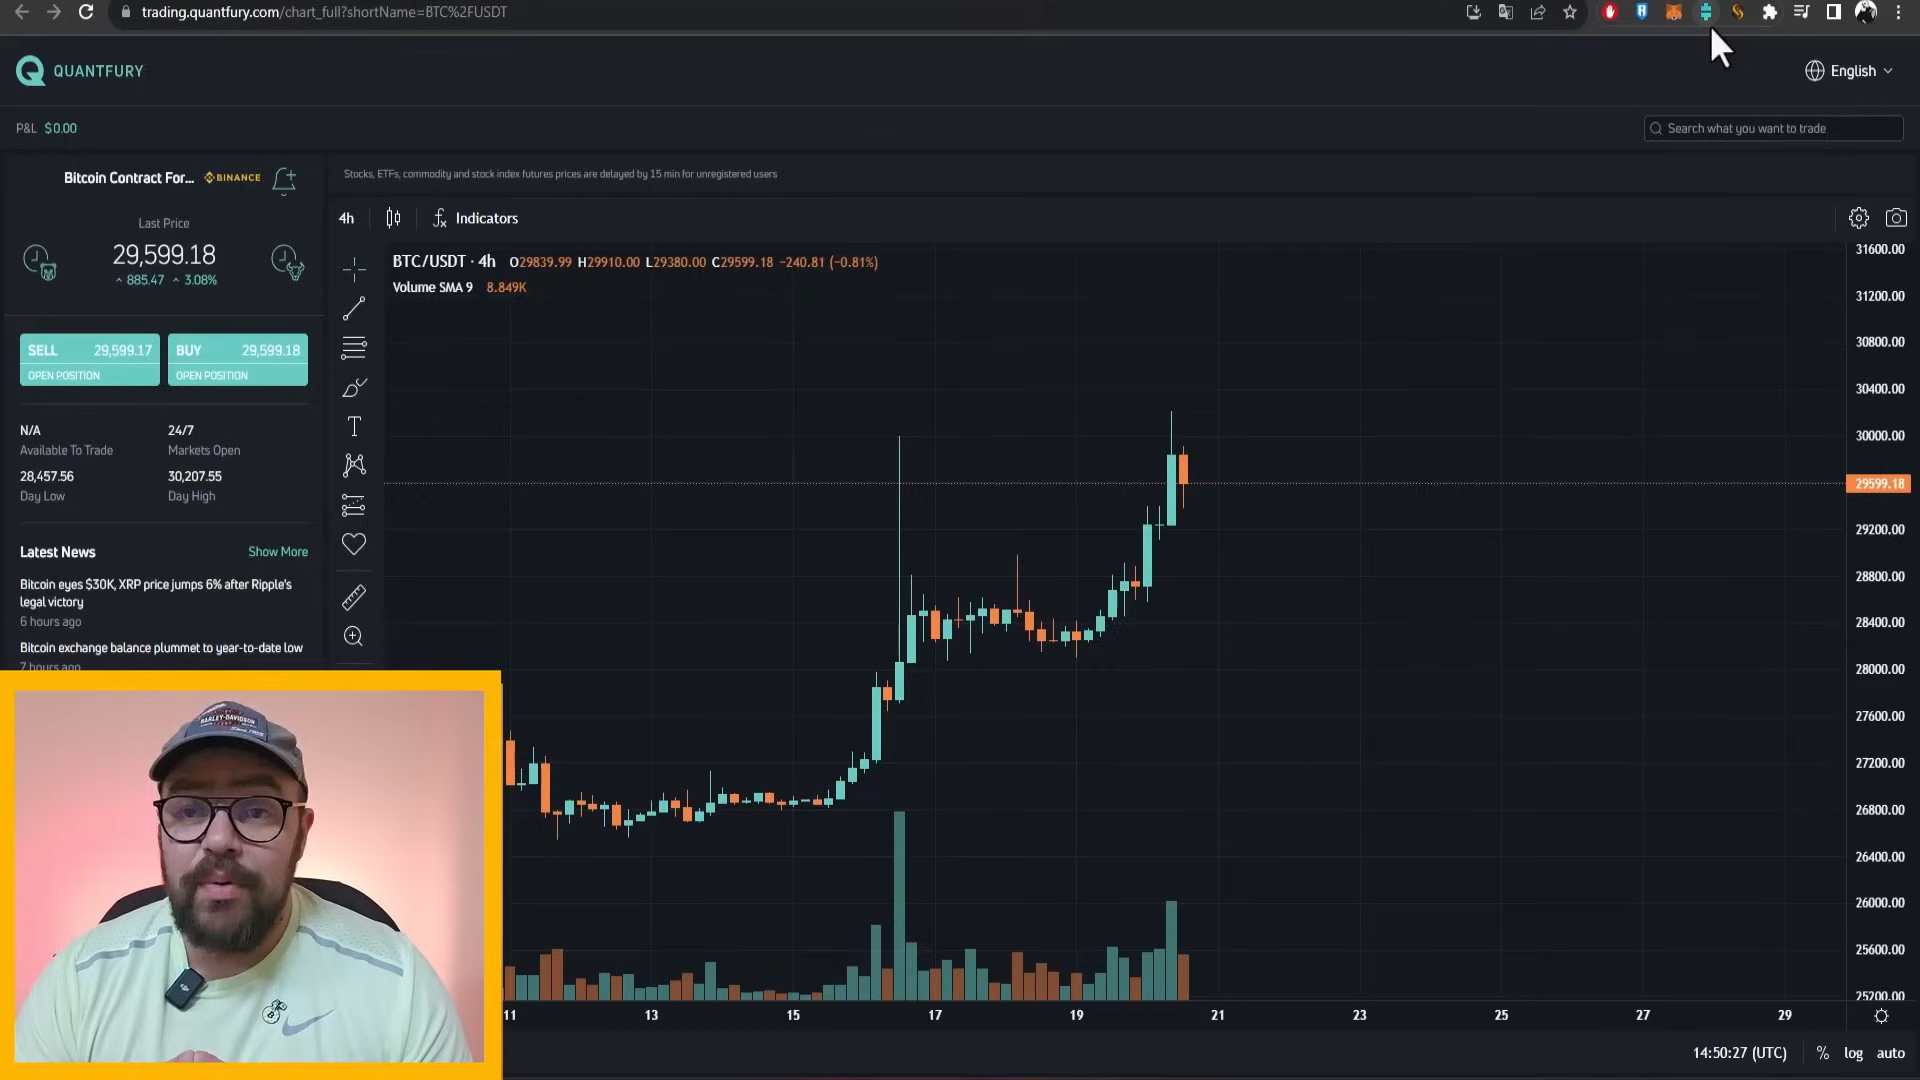 trading.quantfury.com/chart_full?shortName=BTC%2FUSDT
QUANTFURY
English
P&L $0.00
Search what you want to trade
Bitcoin Contract For... BINANCE
Stocks, ETFs, commodity and stock index futures prices are delayed by 15 min for unregistered users
Last Price
29,599.18
885.47 3.08%
4h
Indicators
BTC/USDT · 4h O29839.99 H29910.00 L29380.00 C29599.18 −240.81 (−0.81%)
Volume SMA 9 8.849K
SELL 29,599.17
OPEN POSITION
BUY 29,599.18
OPEN POSITION
N/A
Available To Trade
24/7
Markets Open
28,457.56
Day Low
30,207.55
Day High
Latest News
Show More
Bitcoin eyes $30K, XRP price jumps 6% after Ripple's
legal victory
6 hours ago
Bitcoin exchange balance plummet to year-to-date low
7 hours ago
31600.00
31200.00
30800.00
30400.00
30000.00
29599.18
29200.00
28800.00
28400.00
28000.00
27600.00
27200.00
26800.00
26400.00
26000.00
25600.00
25200.00
11 13 15 17 19 21 23 25 27 29
14:50:27 (UTC) % log auto
HARLEY-DAVIDSON